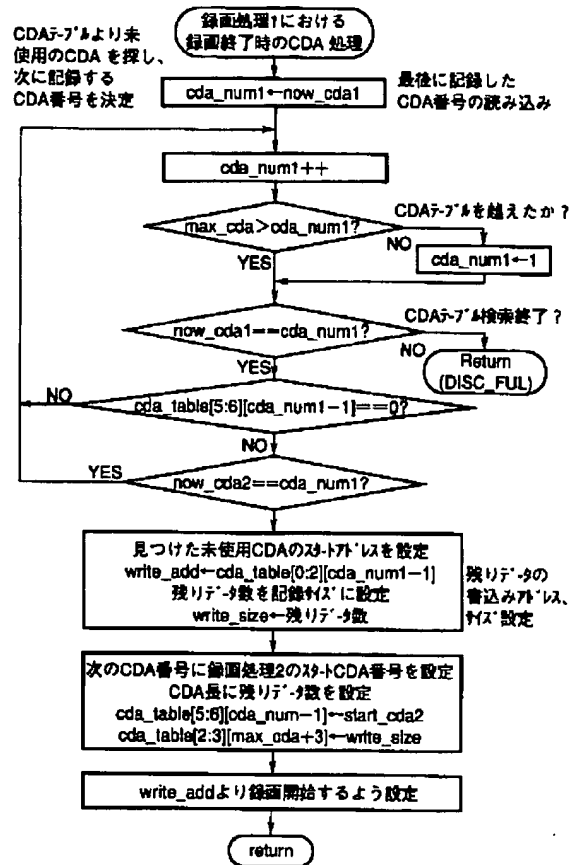 CDAﾃｰﾌﾞﾙより未
使用のCDA を探し、
次に記録する
CDA番号を決定
録画処理1における
録画終了時のCDA 処理
cda_num1←now_cda1
最後に記録した
CDA番号の読み込み
cda_num1++
max_cda>cda_num1?
CDAﾃｰﾌﾞﾙを越えたか？
NO
YES
cda_num1←1
now_cda1==cda_num1?
CDAﾃｰﾌﾞﾙ検索終了？
NO
YES
Return
(DISC_FUL)
NO
cda_table[5:6][cda_num1−1]==0?
NO
YES
now_cda2==cda_num1?
見つけた未使用CDAのｽﾀｰﾄｱﾄﾞﾚｽを設定
write_add←cda_table[0:2][cda_num1−1]
残りﾃﾞｰﾀ数を記録ｻｲｽﾞに設定
write_size←残りﾃﾞｰﾀ数
残りﾃﾞｰﾀの
書込みｱﾄﾞﾚｽ、
ｻｲｽﾞ設定
次のCDA番号に録画処理2のｽﾀｰﾄCDA番号を設定
CDA長に残りﾃﾞｰﾀ数を設定
cda_table[5:6][cda_num−1]←start_cda2
cda_table[2:3][max_cda+3]←write_size
write_addより録画開始するよう設定
return